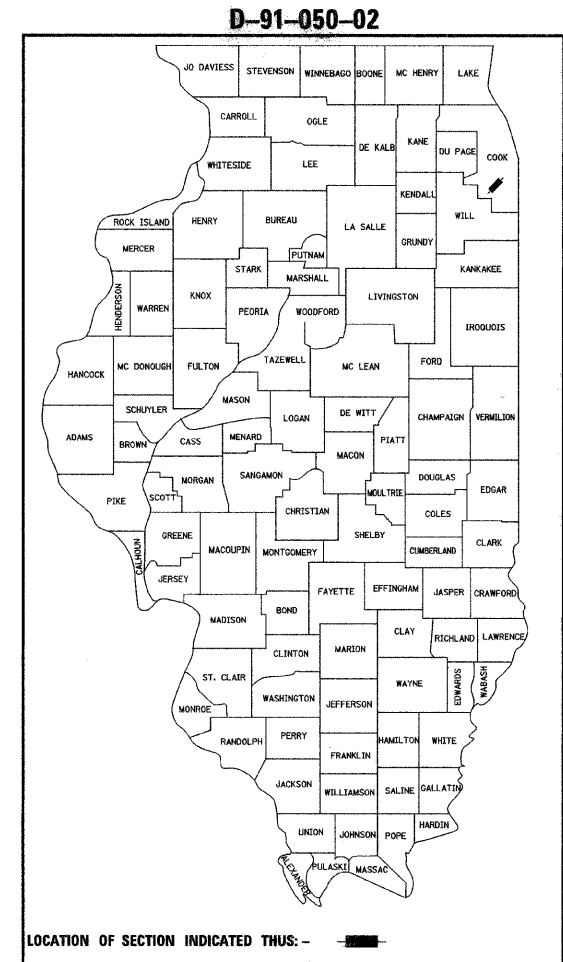 D-91-050-02
JO DAVIESS STEVENSON WINNEBAGO BOONE MC HENRY LAKE
CARROLL OGLE
DE KALB KANE DU PAGE COOK
WHITESIDE LEE
KENDALL
ROCK ISLAND HENRY BUREAU LA SALLE GRUNDY WILL
MERCER PUTNAM
STARK MARSHALL KANKAKEE
HENDERSON WARREN KNOX PEORIA WOODFORD LIVINGSTON IROQUOIS
HANCOCK MC DONOUGH FULTON TAZEWELL MC LEAN FORD
MASON
SCHUYLER LOGAN DE WITT CHAMPAIGN VERMILION
ADAMS BROWN CASS MENARD PIATT
MACON
PIKE SCOTT MORGAN SANGAMON MOULTRIE DOUGLAS EDGAR
CHRISTIAN COLES
CALHOUN GREENE MACOUPIN MONTGOMERY SHELBY CUMBERLAND CLARK
JERSEY
MADISON BOND FAYETTE EFFINGHAM JASPER CRAWFORD
CLINTON MARION CLAY RICHLAND LAWRENCE
ST. CLAIR
WASHINGTON JEFFERSON WAYNE EDWARDS WABASH
MONROE
RANDOLPH PERRY HAMILTON WHITE
FRANKLIN
JACKSON WILLIAMSON SALINE GALLATIN
UNION JOHNSON POPE HARDIN
ALEXANDER PULASKI MASSAC
LOCATION OF SECTION INDICATED THUS: -